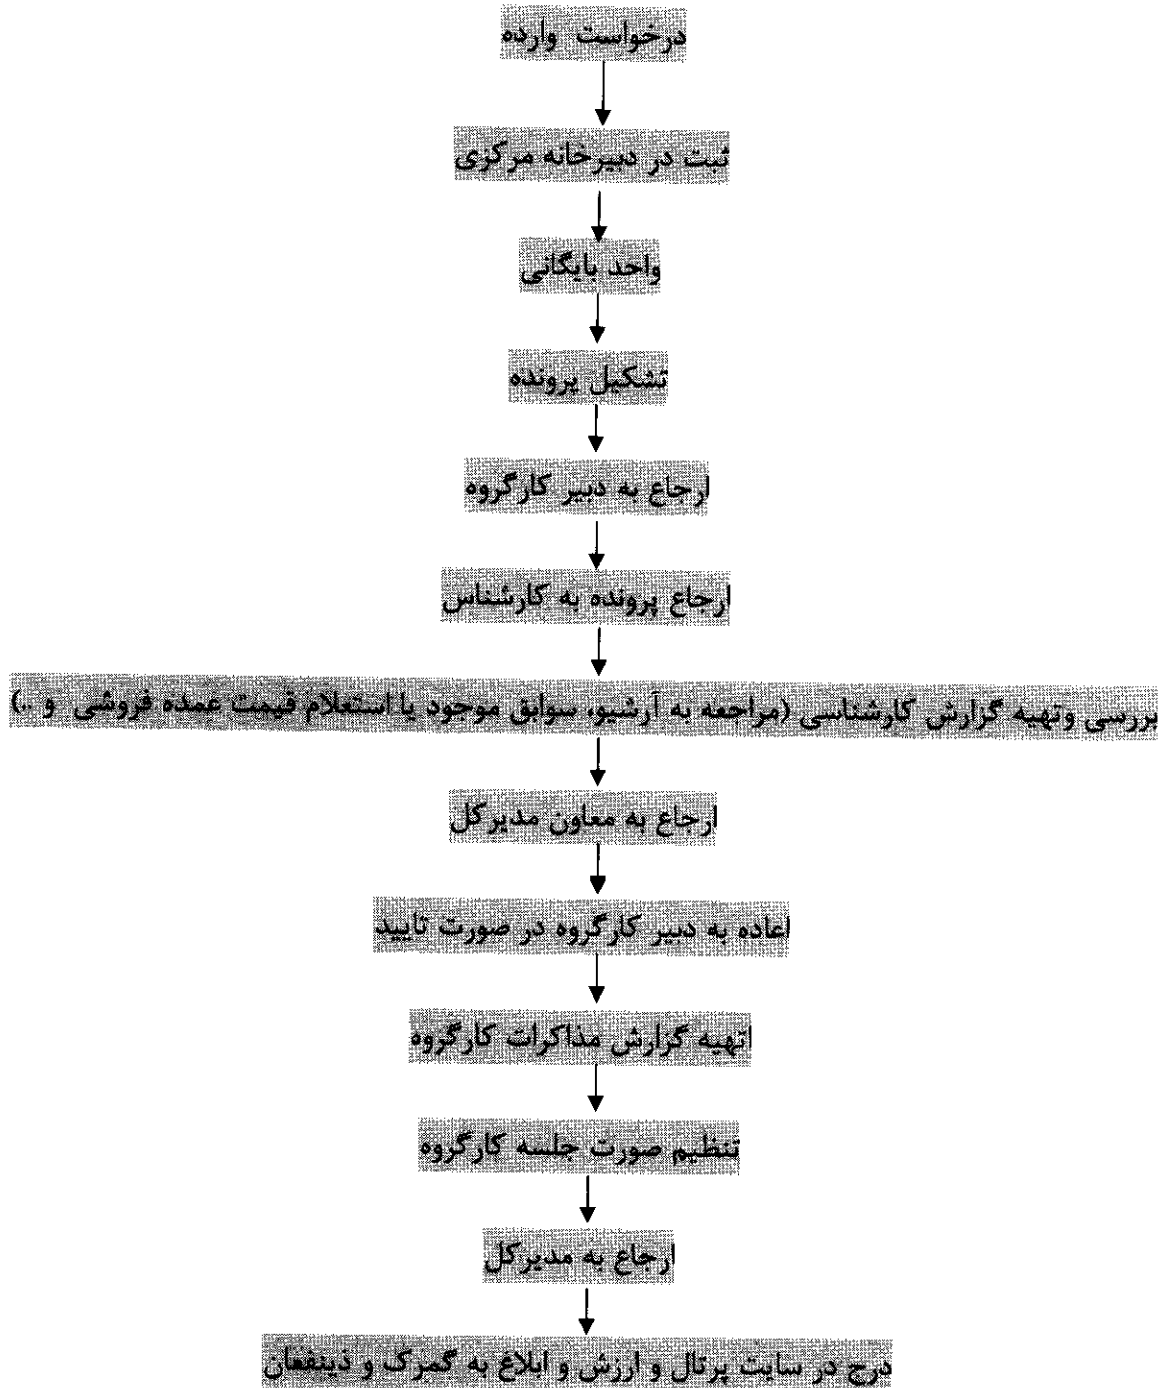 درخواست وارده
ثبت در دبیرخانه مرکزی
واحد بایگانی
تشکیل پرونده
ارجاع به دبیر کارگروه
ارجاع پرونده به کارشناس
بررسی وتهیه گزارش کارشناسی (مراجعه به آرشیو، سوابق موجود یا استعلام قیمت عمده فروشی و ..)
ارجاع به معاون مدیرکل
اعاده به دبیر کارگروه در صورت تایید
تهیه گزارش مذاکرات کارگروه
تنظیم صورت جلسه کارگروه
ارجاع به مدیرکل
درج در سایت پرتال و ارزش و ابلاغ به گمرک و ذینفعان